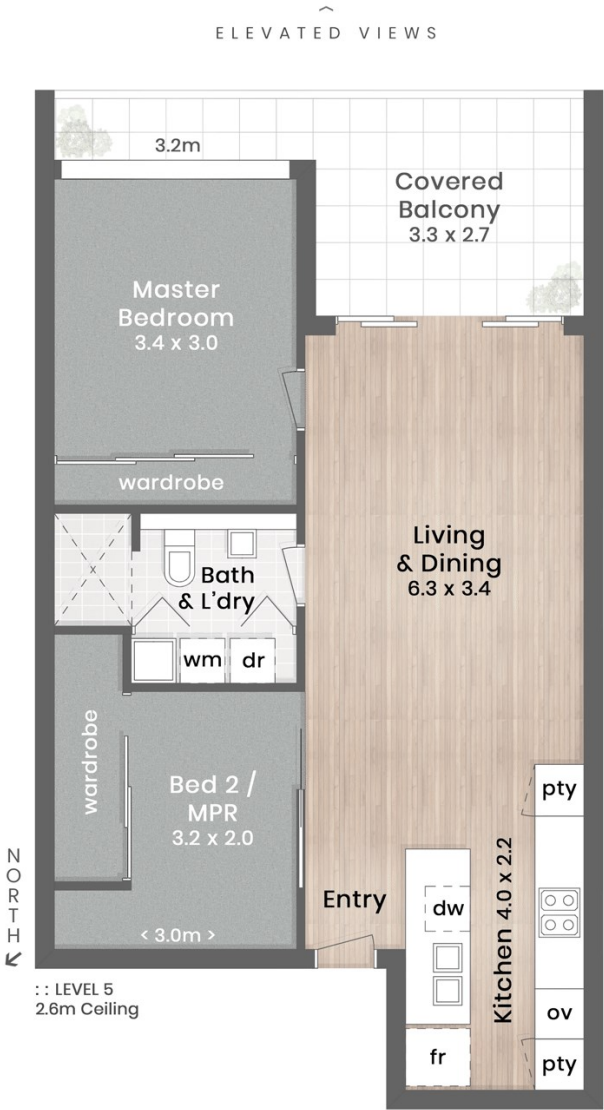 ELEVATED VIEWS
3.2m
Covered
Balcony
3.3 x 2.7
Master
Bedroom
3.4 x 3.0
wardrobe
Living
& Dining
6.3 x 3.4
x
Bath
& L'dry
wm
dr
wardrobe
Bed 2 /
MPR
3.2 x 2.0
< 3.0m >
Entry
Kitchen 4.0 x 2.2
pty
dw
ov
fr
pty
NORTH
:: LEVEL 5
2.6m Ceiling